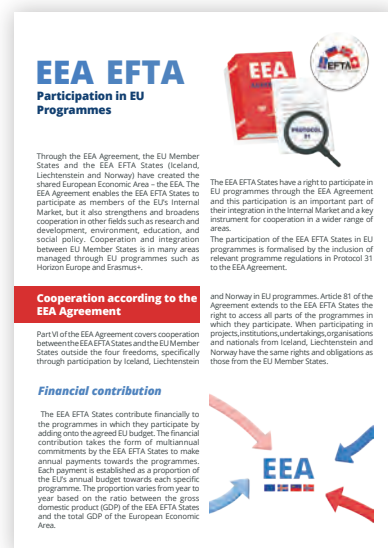 EEA EFTA
Participation in EU
Programmes
EEA
EFTA
PROTOCOL
31
Through the EEA Agreement, the EU Member
States and the EEA EFTA States (Iceland,
Liechtenstein and Norway) have created the
shared European Economic Area – the EEA. The
EEA Agreement enables the EEA EFTA States to
participate as members of the EU's Internal
Market, but it also strengthens and broadens
cooperation in other fields such as research and
development, environment, education, and
social policy. Cooperation and integration
between EU Member States is in many areas
managed through EU programmes such as
Horizon Europe and Erasmus+.
The EEA EFTA States have a right to participate in
EU programmes through the EEA Agreement
and this participation is an important part of
their integration in the Internal Market and a key
instrument for cooperation in a wider range of
areas.
The participation of the EEA EFTA States in EU
programmes is formalised by the inclusion of
relevant programme regulations in Protocol 31
to the EEA Agreement.
Cooperation according to the
EEA Agreement
Part VI of the EEA Agreement covers cooperation
between the EEA EFTA States and the EU Member
States outside the four freedoms, specifically
through participation by Iceland, Liechtenstein
and Norway in EU programmes. Article 81 of the
Agreement extends to the EEA EFTA States the
right to access all parts of the programmes in
which they participate. When participating in
projects, institutions, undertakings, organisations
and nationals from Iceland, Liechtenstein and
Norway have the same rights and obligations as
those from the EU Member States.
Financial contribution
The EEA EFTA States contribute financially to
the programmes in which they participate by
adding onto the agreed EU budget. The financial
contribution takes the form of multiannual
commitments by the EEA EFTA States to make
annual payments towards the programmes.
Each payment is established as a proportion of
the EU's annual budget towards each specific
programme. The proportion varies from year to
year based on the ratio between the gross
domestic product (GDP) of the EEA EFTA States
and the total GDP of the European Economic
Area.
EEA